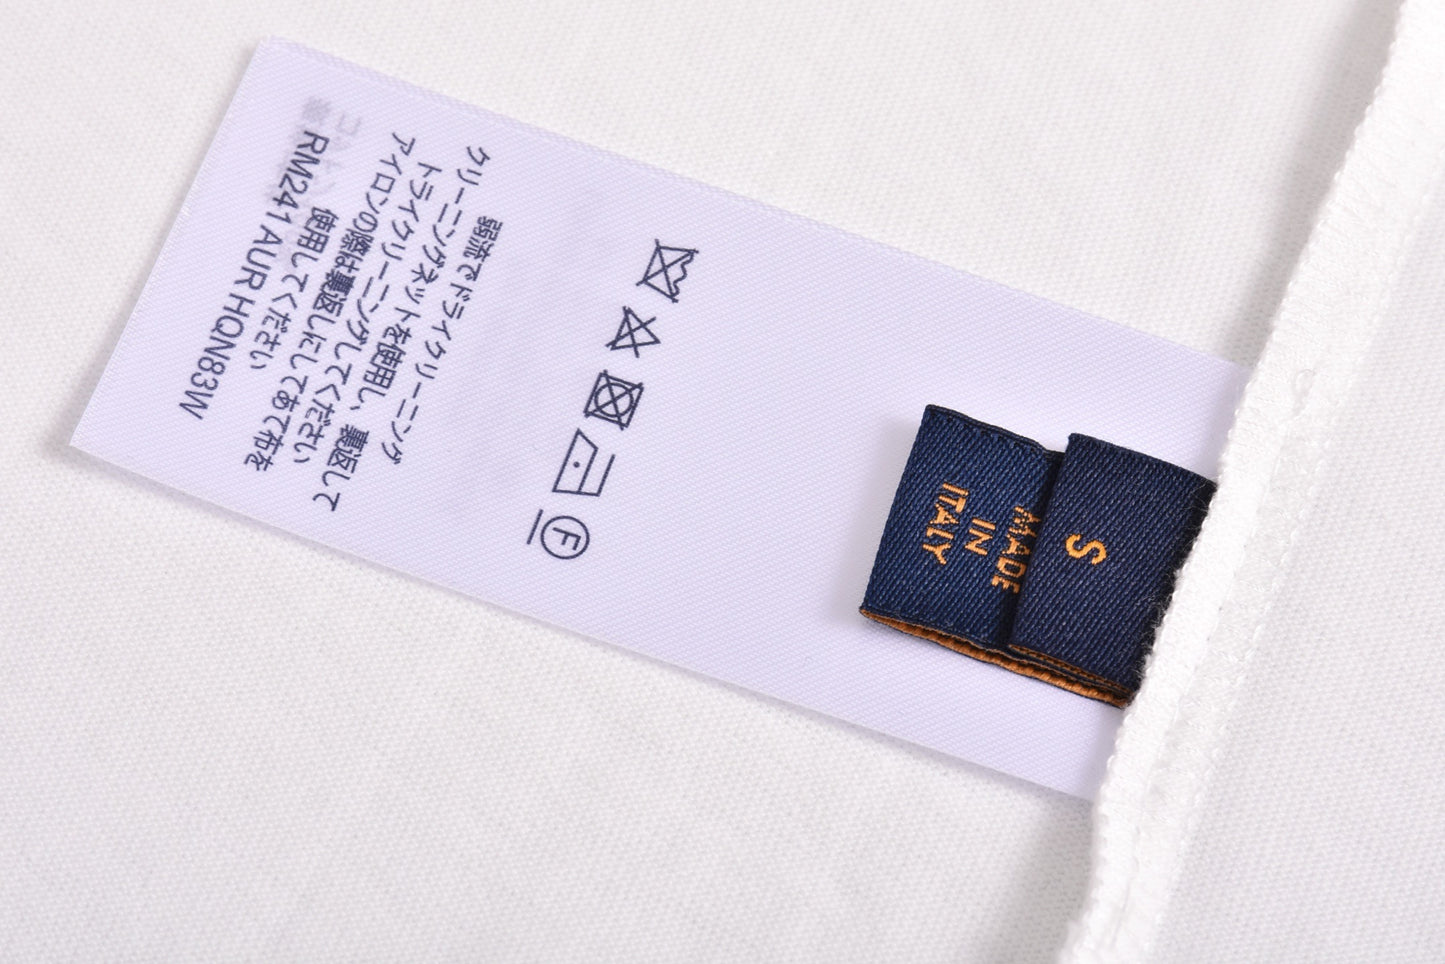 S
MADE
IN
ITALY
F
弱流でドライクリーニング
クリーニングネットを使用し、裏返して
ドライクリーニングしてください
アイロンの際は裏返しにしてあて布を
使用してください
RM241 AUR HQN83W